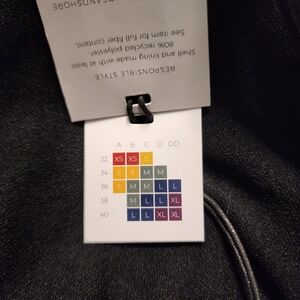 RESPONSIBLE STYLE
Shell and lining made with at least
80% recycled polyester.
See item for full fiber content.
A B C D DD
32 XS XS S
34 S S M M
36 S M M L L
38 M L L XL
40 L L XL XL